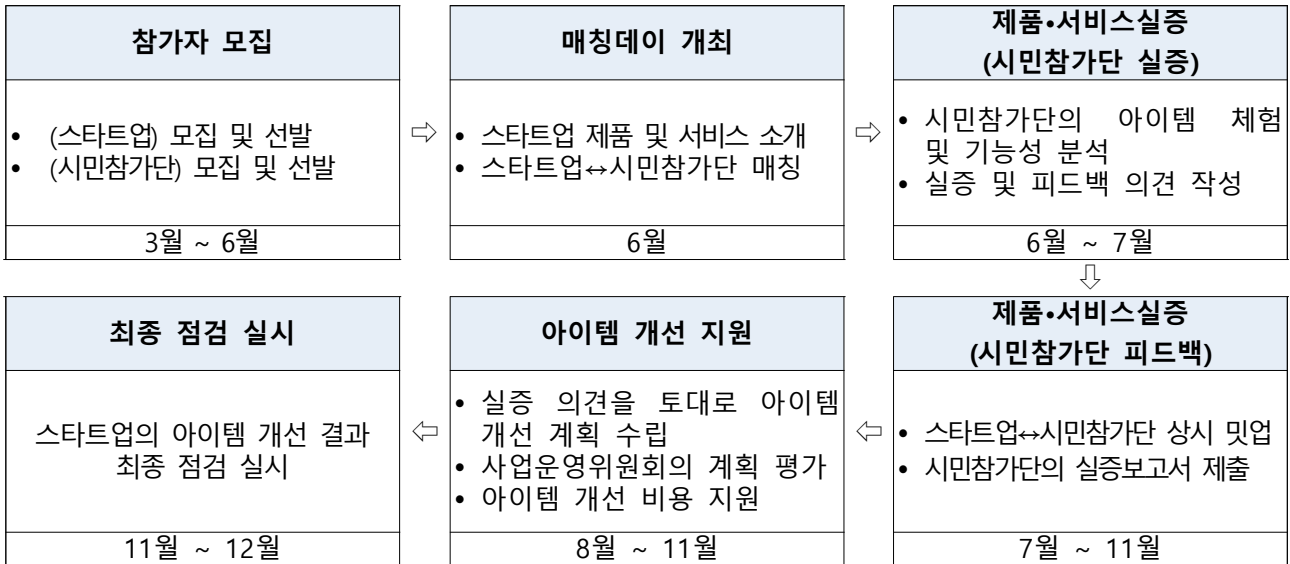 참가자 모집
• (스타트업) 모집 및 선발
• (시민참가단) 모집 및 선발
3월 ~ 6월
⇨
매칭데이 개최
• 스타트업 제품 및 서비스 소개
• 스타트업↔시민참가단 매칭
6월
⇨
제품•서비스실증
(시민참가단 실증)
• 시민참가단의 아이템 체험
및 기능성 분석
• 실증 및 피드백 의견 작성
6월 ~ 7월
⇩
제품•서비스실증
(시민참가단 피드백)
• 스타트업↔시민참가단 상시 밋업
• 시민참가단의 실증보고서 제출
7월 ~ 11월
⇦
아이템 개선 지원
• 실증 의견을 토대로 아이템
개선 계획 수립
• 사업운영위원회의 계획 평가
• 아이템 개선 비용 지원
8월 ~ 11월
⇦
최종 점검 실시
스타트업의 아이템 개선 결과
최종 점검 실시
11월 ~ 12월